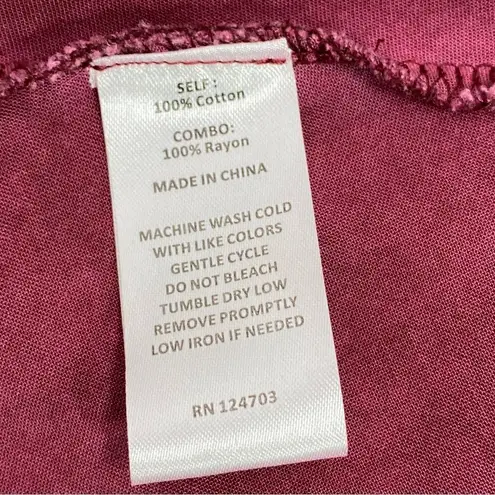 SELF:
100% Cotton
COMBO:
100% Rayon
MADE IN CHINA
MACHINE WASH COLD
WITH LIKE COLORS
GENTLE CYCLE
DO NOT BLEACH
TUMBLE DRY LOW
REMOVE PROMPTLY
LOW IRON IF NEEDED
RN 124703